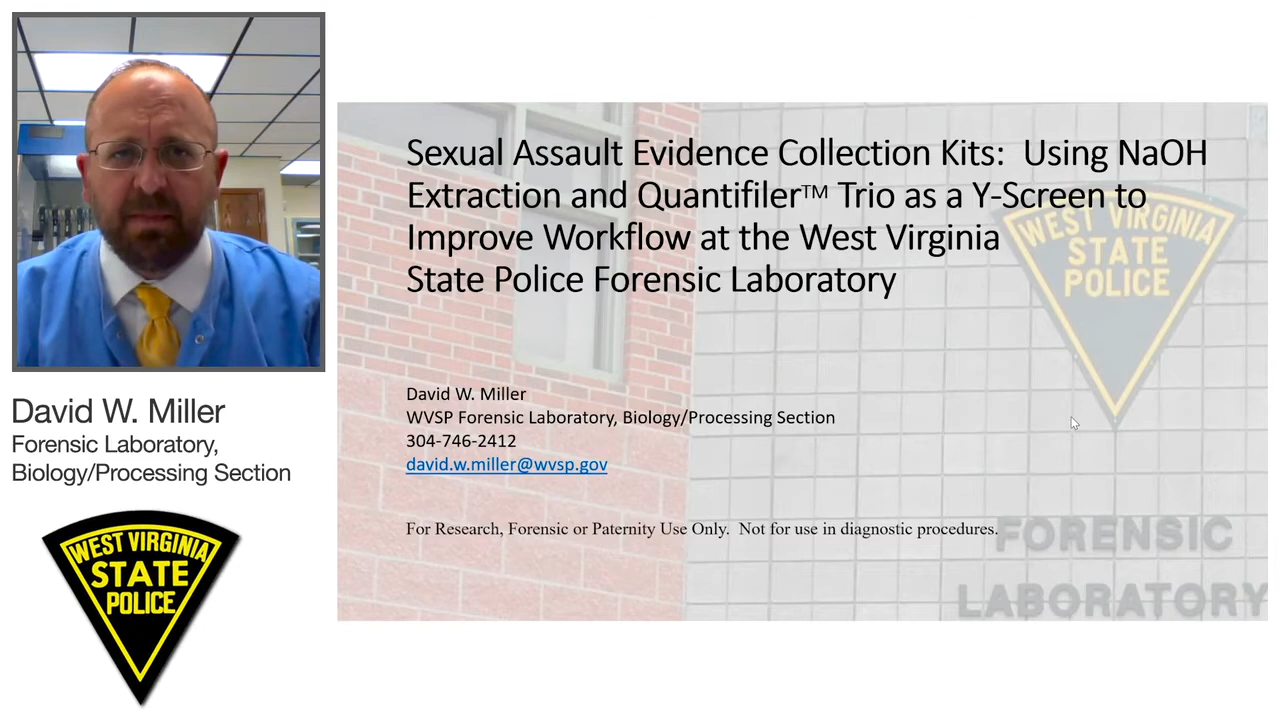 Sexual Assault Evidence Collection Kits:  Using NaOH
Extraction and Quantifiler™ Trio as a Y-Screen to
Improve Workflow at the West Virginia
State Police Forensic Laboratory
WEST VIRGINIA
STATE
POLICE
David W. Miller
WVSP Forensic Laboratory, Biology/Processing Section
304-746-2412
david.w.miller@wvsp.gov
For Research, Forensic or Paternity Use Only.  Not for use in diagnostic procedures.
FORENSIC
LABORATORY
David W. Miller
Forensic Laboratory,
Biology/Processing Section
WEST VIRGINIA
STATE
POLICE